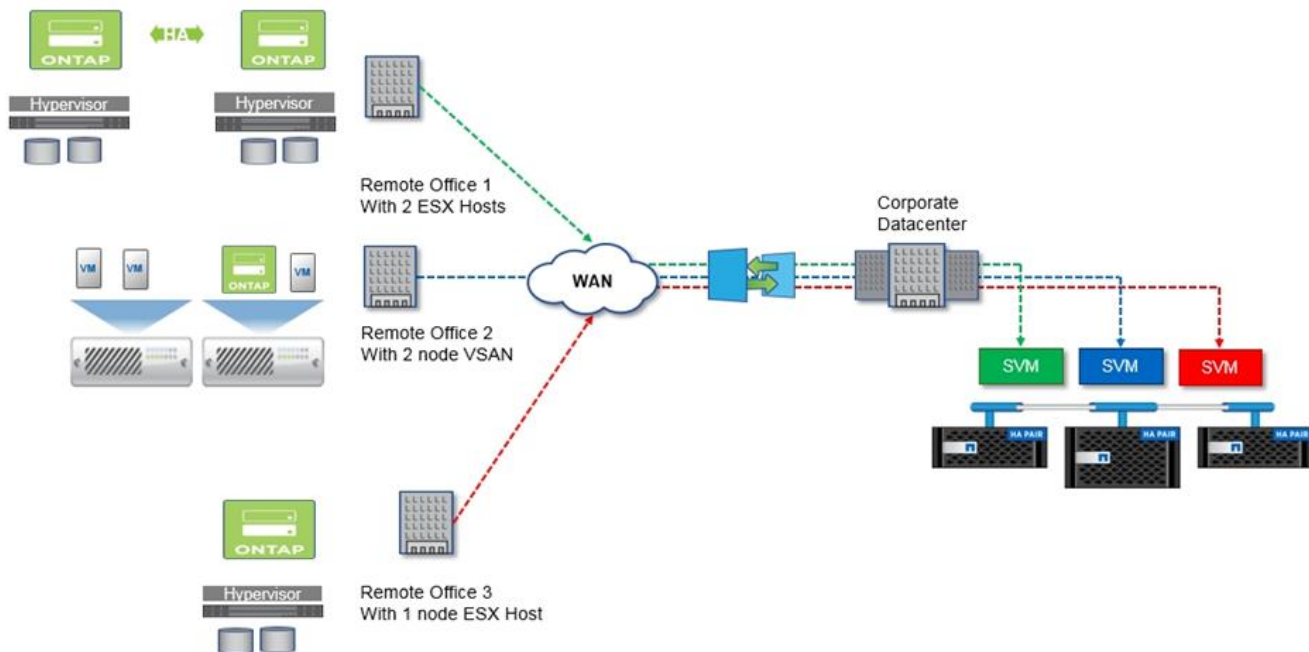 HA
ONTAP
ONTAP
Hypervisor
Hypervisor
Remote Office 1
With 2 ESX Hosts
Corporate
Datacenter
VM
VM
ONTAP
VM
WAN
Remote Office 2
With 2 node VSAN
SVM
SVM
SVM
HA PAIR
HA PAIR
HA PAIR
ONTAP
Hypervisor
Remote Office 3
With 1 node ESX Host